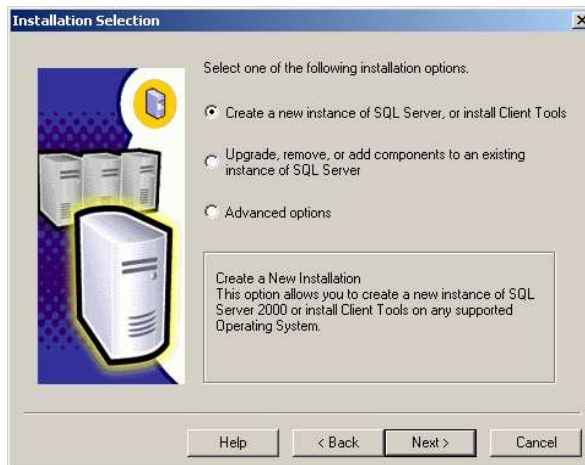 Installation Selection
Select one of the following installation options.
Create a new instance of SQL Server, or install Client Tools
Upgrade, remove, or add components to an existing
instance of SQL Server
Advanced options
Create a New Installation
This option allows you to create a new instance of SQL
Server 2000 or install Client Tools on any supported
Operating System.
Help
< Back
Next >
Cancel